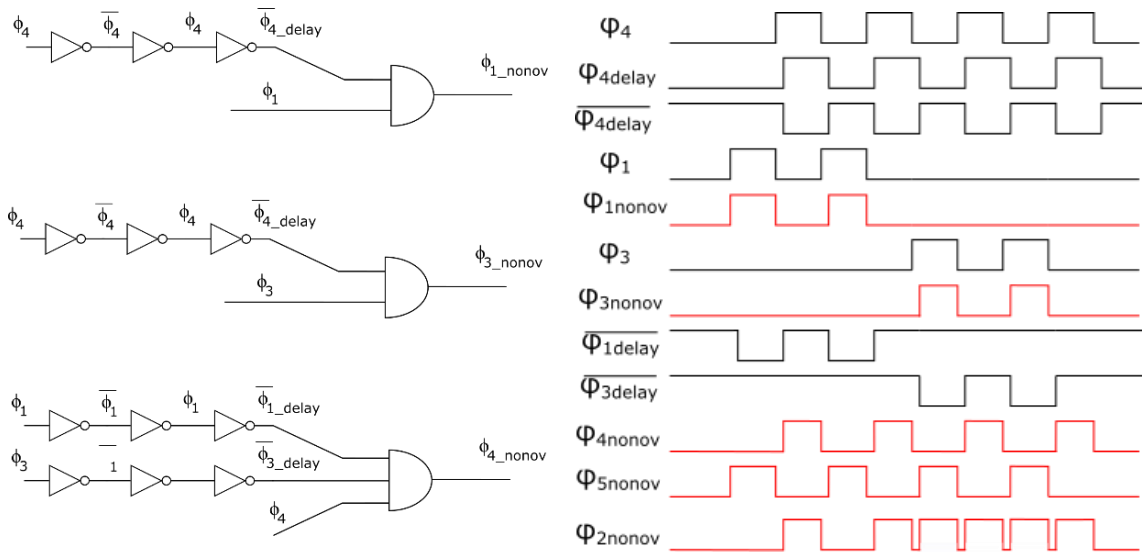 ϕ4 ϕ̅4 ϕ4 ϕ̅4_delay
ϕ1_nonov
ϕ1
ϕ4 ϕ̅4 ϕ4 ϕ̅4_delay
ϕ3_nonov
ϕ3
ϕ1 ϕ̅1 ϕ1 ϕ̅1_delay
ϕ4_nonov
ϕ3 ‾1 ϕ̅3_delay
ϕ4
φ4
φ4delay
φ̅4delay
φ1
φ1nonov
φ3
φ3nonov
φ̅1delay
φ̅3delay
φ4nonov
φ5nonov
φ2nonov